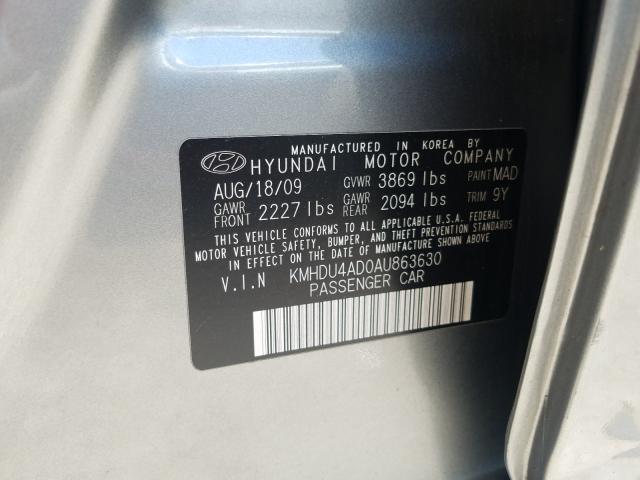 MANUFACTURED IN KOREA BY
HYUNDAI MOTOR COMPANY
AUG/18/09 GVWR 3869 lbs PAINT MAD
GAWR FRONT 2227 lbs GAWR REAR 2094 lbs TRIM 9Y
THIS VEHICLE CONFORMS TO ALL APPLICABLE U.S.A. FEDERAL
MOTOR VEHICLE SAFETY, BUMPER, AND THEFT PREVENTION STANDARDS
IN EFFECT ON THE DATE OF MANUFACTURE SHOWN ABOVE.
V.I.N KMHDU4AD0AU863630
PASSENGER CAR